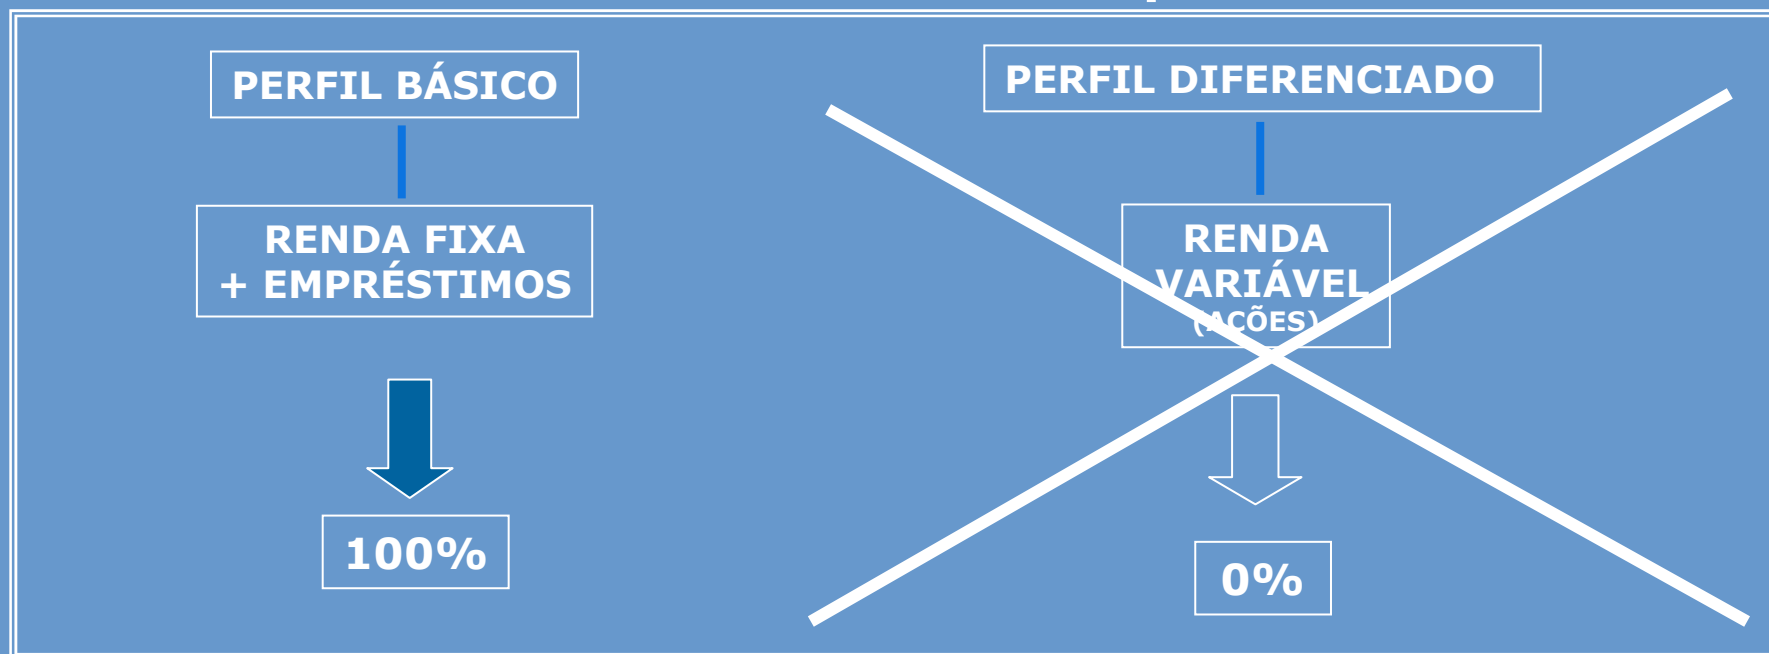 PERFIL BÁSICO
RENDA FIXA
+ EMPRÉSTIMOS
100%
PERFIL DIFERENCIADO
RENDA
VARIÁVEL
(AÇÕES)
0%